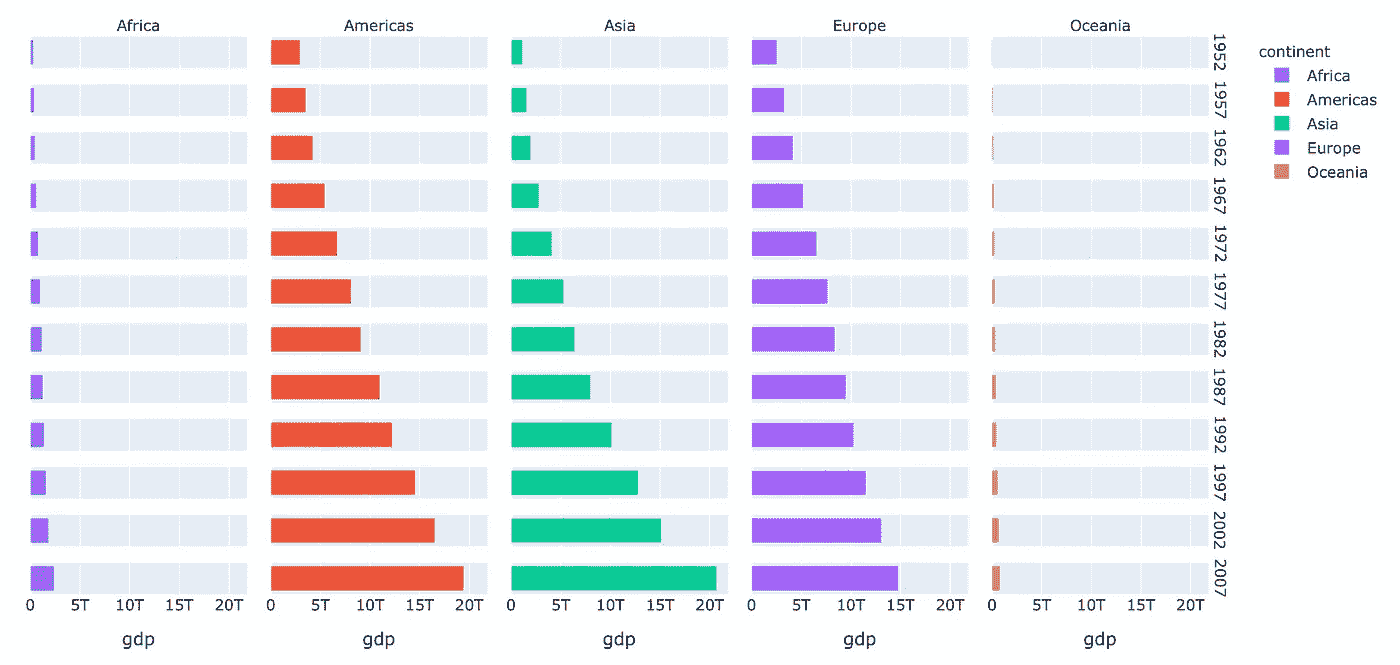 Africa Americas Asia Europe Oceania
1952
1957
1962
1967
1972
1977
1982
1987
1992
1997
2002
2007
0 5T 10T 15T 20T 0 5T 10T 15T 20T 0 5T 10T 15T 20T 0 5T 10T 15T 20T 0 5T 10T 15T 20T
gdp gdp gdp gdp gdp
continent
Africa
Americas
Asia
Europe
Oceania